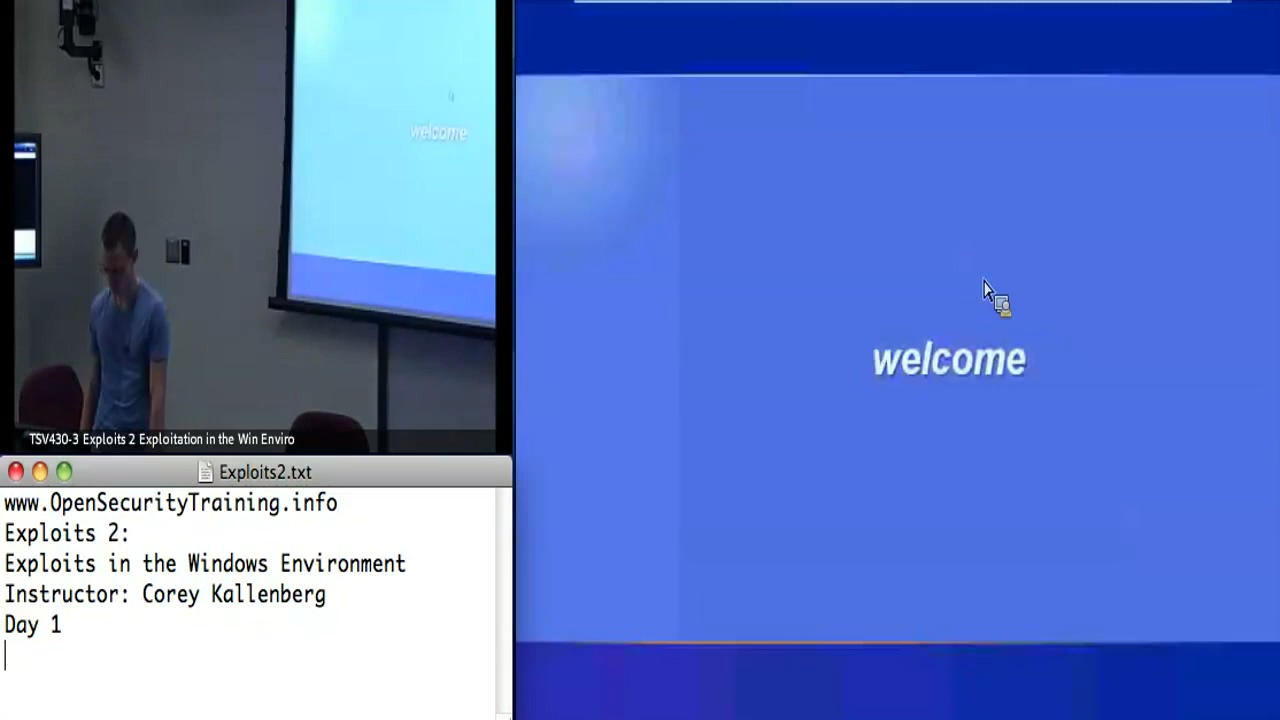 welcome
TSV430-3 Exploits 2 Exploitation in the Win Enviro
welcome
Exploits2.txt
www.OpenSecurityTraining.info
Exploits 2:
Exploits in the Windows Environment
Instructor: Corey Kallenberg
Day 1